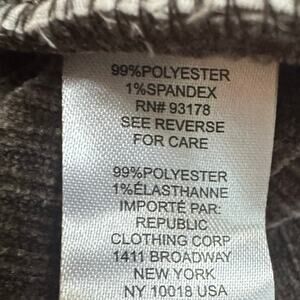 99%POLYESTER
1%SPANDEX
RN# 93178
SEE REVERSE
FOR CARE
99%POLYESTER
1%ÉLASTHANNE
IMPORTÉ PAR:
REPUBLIC
CLOTHING CORP
1411 BROADWAY
NEW YORK
NY 10018 USA